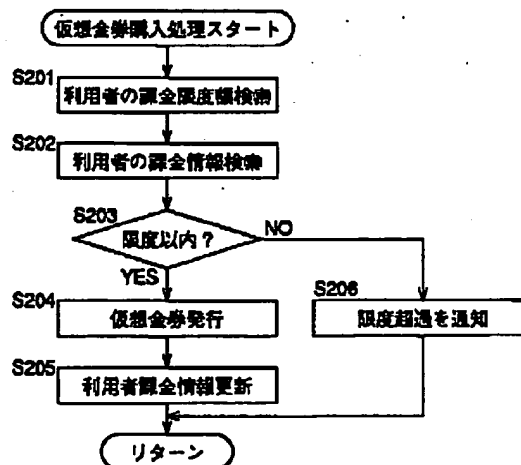 仮想金券購入処理スタート
S201
利用者の課金限度額検索
S202
利用者の課金情報検索
S203
限度以内？
NO
YES
S204
仮想金券発行
S206
限度超過を通知
S205
利用者課金情報更新
リターン